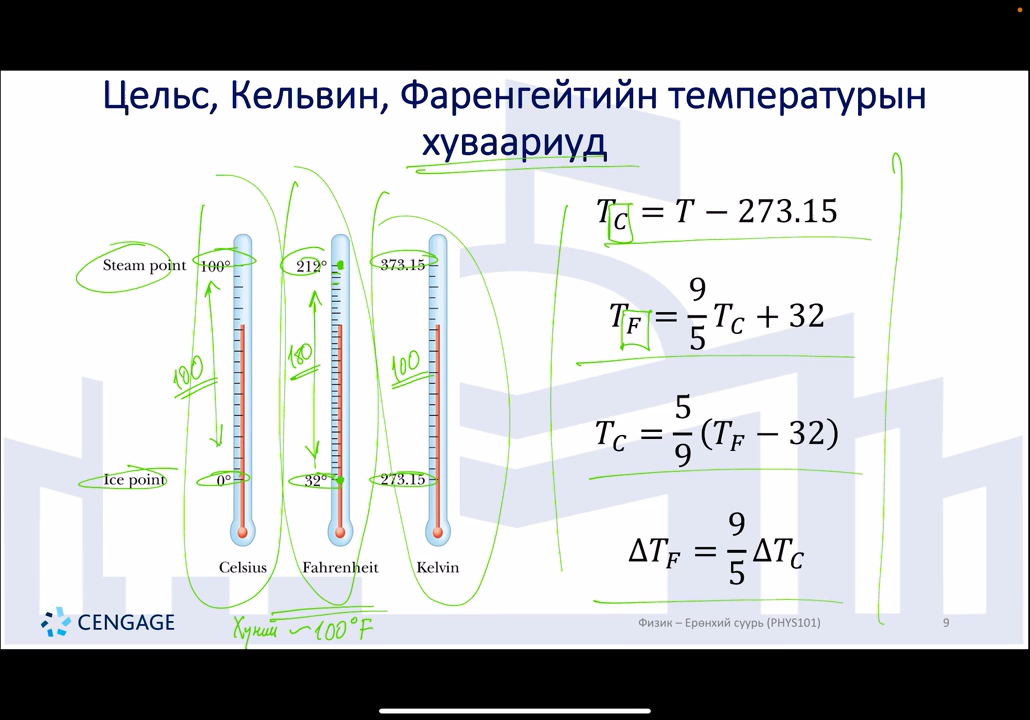 Цельс, Кельвин, Фаренгейтийн температурын
хуваариуд
T_C = T − 273.15
Steam point 100° 212° 373.15
T_F = 9/5 T_C + 32
100 180 100
T_C = 5/9 (T_F − 32)
Ice point 0° 32° 273.15
ΔT_F = 9/5 ΔT_C
Celsius Fahrenheit Kelvin
CENGAGE
Хүний ~100°F
Физик – Ерөнхий суурь (PHYS101) 9